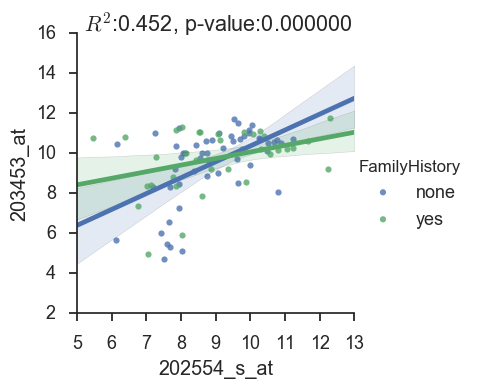 R²:0.452, p-value:0.000000
16
14
12
10
8
6
4
2
203453_at
5 6 7 8 9 10 11 12 13
202554_s_at
FamilyHistory
none
yes